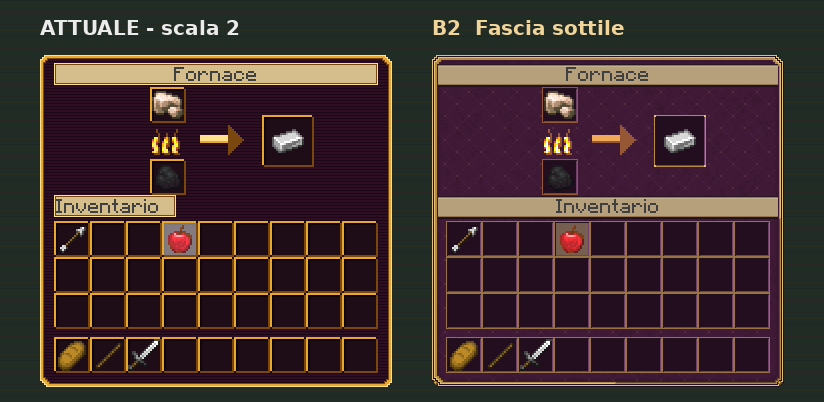 ATTUALE - scala 2
B2 Fascia sottile
Fornace
Fornace
Inventario
Inventario